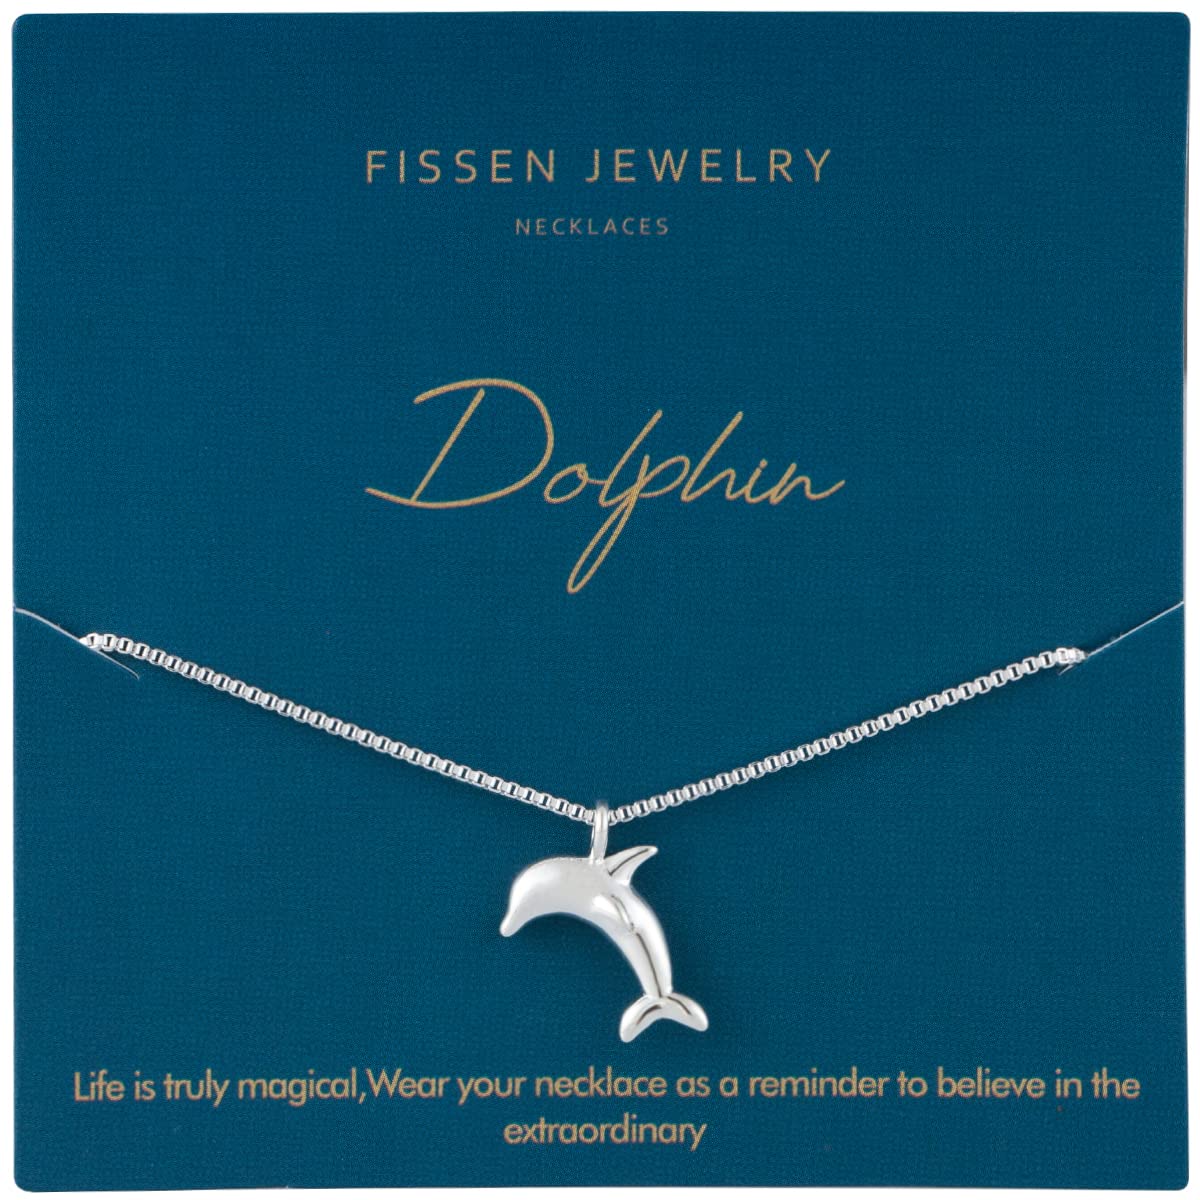 FISSEN JEWELRY
NECKLACES
Dolphin
Life is truly magical,Wear your necklace as a reminder to believe in the
extraordinary